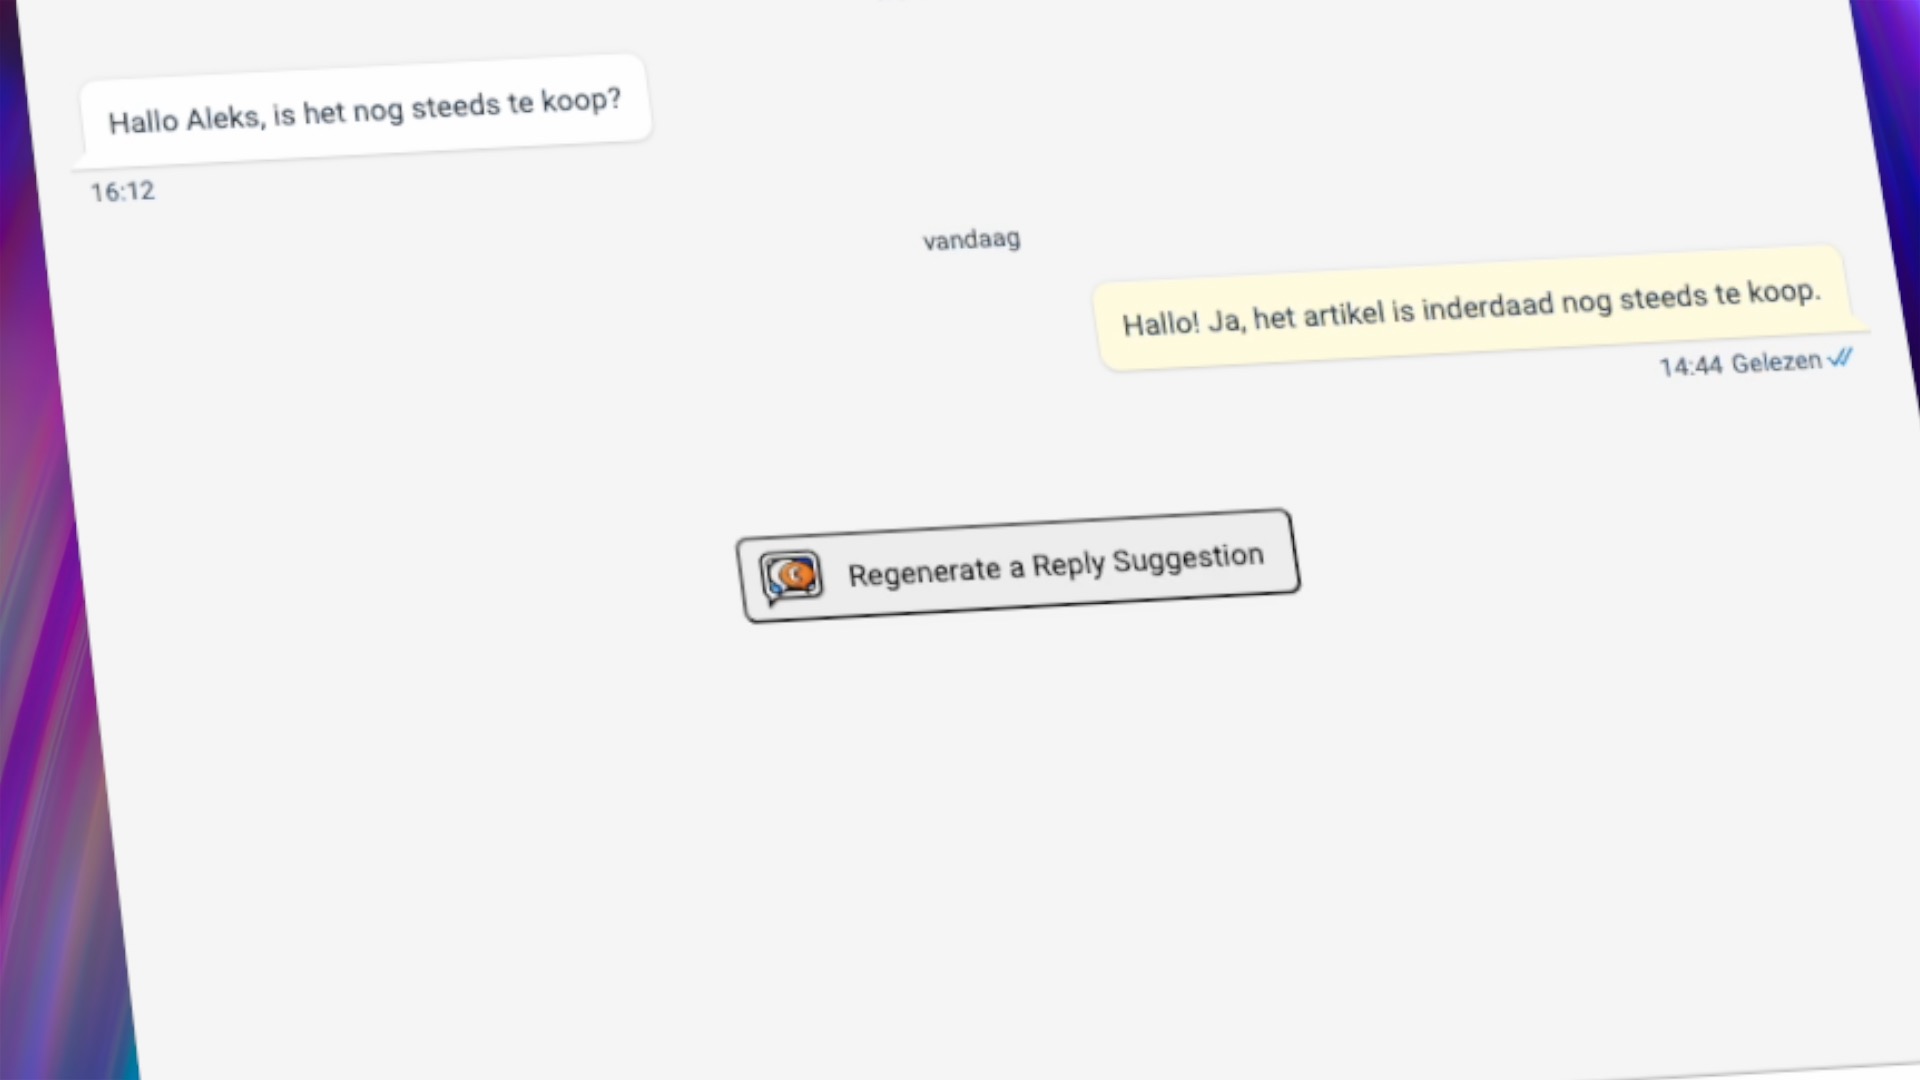 Hallo Aleks, is het nog steeds te koop?
16:12
vandaag
Hallo! Ja, het artikel is inderdaad nog steeds te koop.
14:44 Gelezen
Regenerate a Reply Suggestion